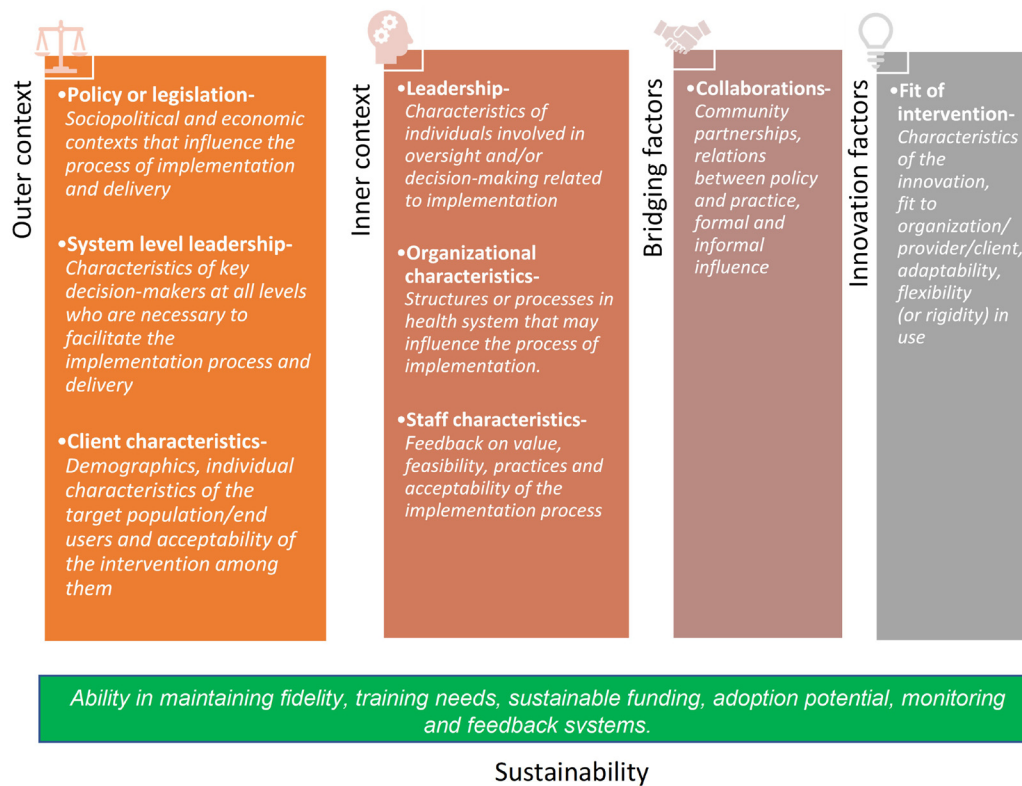 Outer context
•Policy or legislation-
Sociopolitical and economic
contexts that influence the
process of implementation
and delivery
•System level leadership-
Characteristics of key
decision-makers at all levels
who are necessary to
facilitate the
implementation process and
delivery
•Client characteristics-
Demographics, individual
characteristics of the
target population/end
users and acceptability of
the intervention among
them
Inner context
•Leadership-
Characteristics of
individuals involved in
oversight and/or
decision-making related
to implementation
•Organizational
characteristics-
Structures or processes in
health system that may
influence the process of
implementation.
•Staff characteristics-
Feedback on value,
feasibility, practices and
acceptability of the
implementation process
Bridging factors
•Collaborations-
Community
partnerships,
relations
between policy
and practice,
formal and
informal
influence
Innovation factors
•Fit of
intervention-
Characteristics
of the
innovation,
fit to
organization/
provider/client,
adaptability,
flexibility
(or rigidity) in
use
Ability in maintaining fidelity, training needs, sustainable funding, adoption potential, monitoring
and feedback systems.
Sustainability